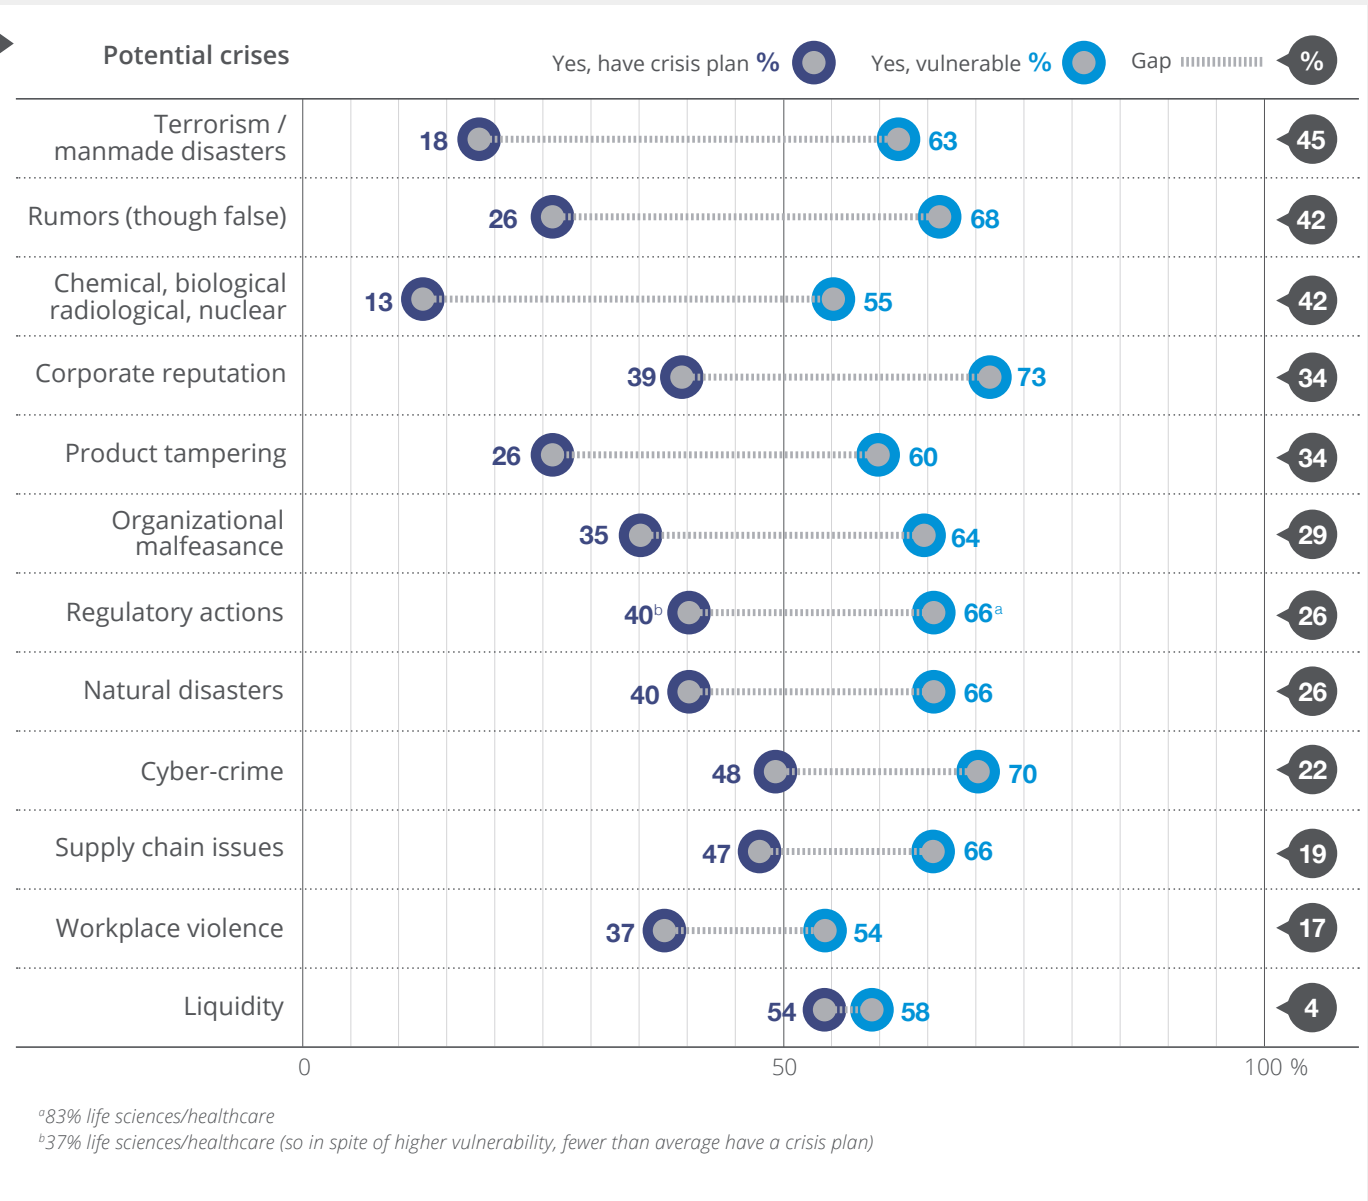 Potential crises
Yes, have crisis plan %
Yes, vulnerable %
Gap
%
Terrorism /
manmade disasters
18
63
45
Rumors (though false)
26
68
42
Chemical, biological
radiological, nuclear
13
55
42
Corporate reputation
39
73
34
Product tampering
26
60
34
Organizational
malfeasance
35
64
29
Regulatory actions
40b
66a
26
Natural disasters
40
66
26
Cyber-crime
48
70
22
Supply chain issues
47
66
19
Workplace violence
37
54
17
Liquidity
54
58
4
0
50
100 %
a83% life sciences/healthcare
b37% life sciences/healthcare (so in spite of higher vulnerability, fewer than average have a crisis plan)